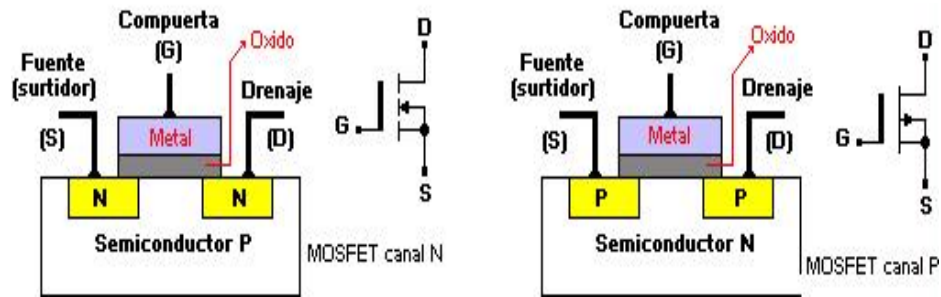 Compuerta
(G)
Oxido
Fuente
(surtidor)
Drenaje
(S)
Metal
(D)
N
N
Semiconductor P
D
G
S
MOSFET canal N
Compuerta
(G)
Oxido
Fuente
(surtidor)
Drenaje
(S)
Metal
(D)
P
P
Semiconductor N
D
G
S
MOSFET canal P